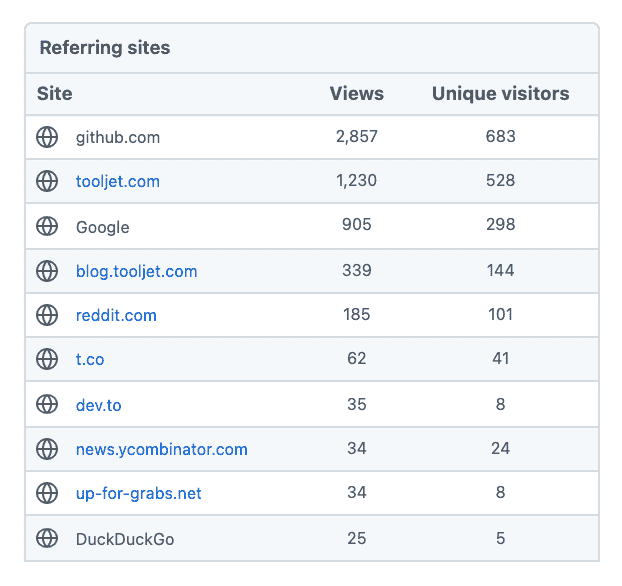 Referring sites
Site Views Unique visitors
github.com 2,857 683
tooljet.com 1,230 528
Google 905 298
blog.tooljet.com 339 144
reddit.com 185 101
t.co 62 41
dev.to 35 8
news.ycombinator.com 34 24
up-for-grabs.net 34 8
DuckDuckGo 25 5